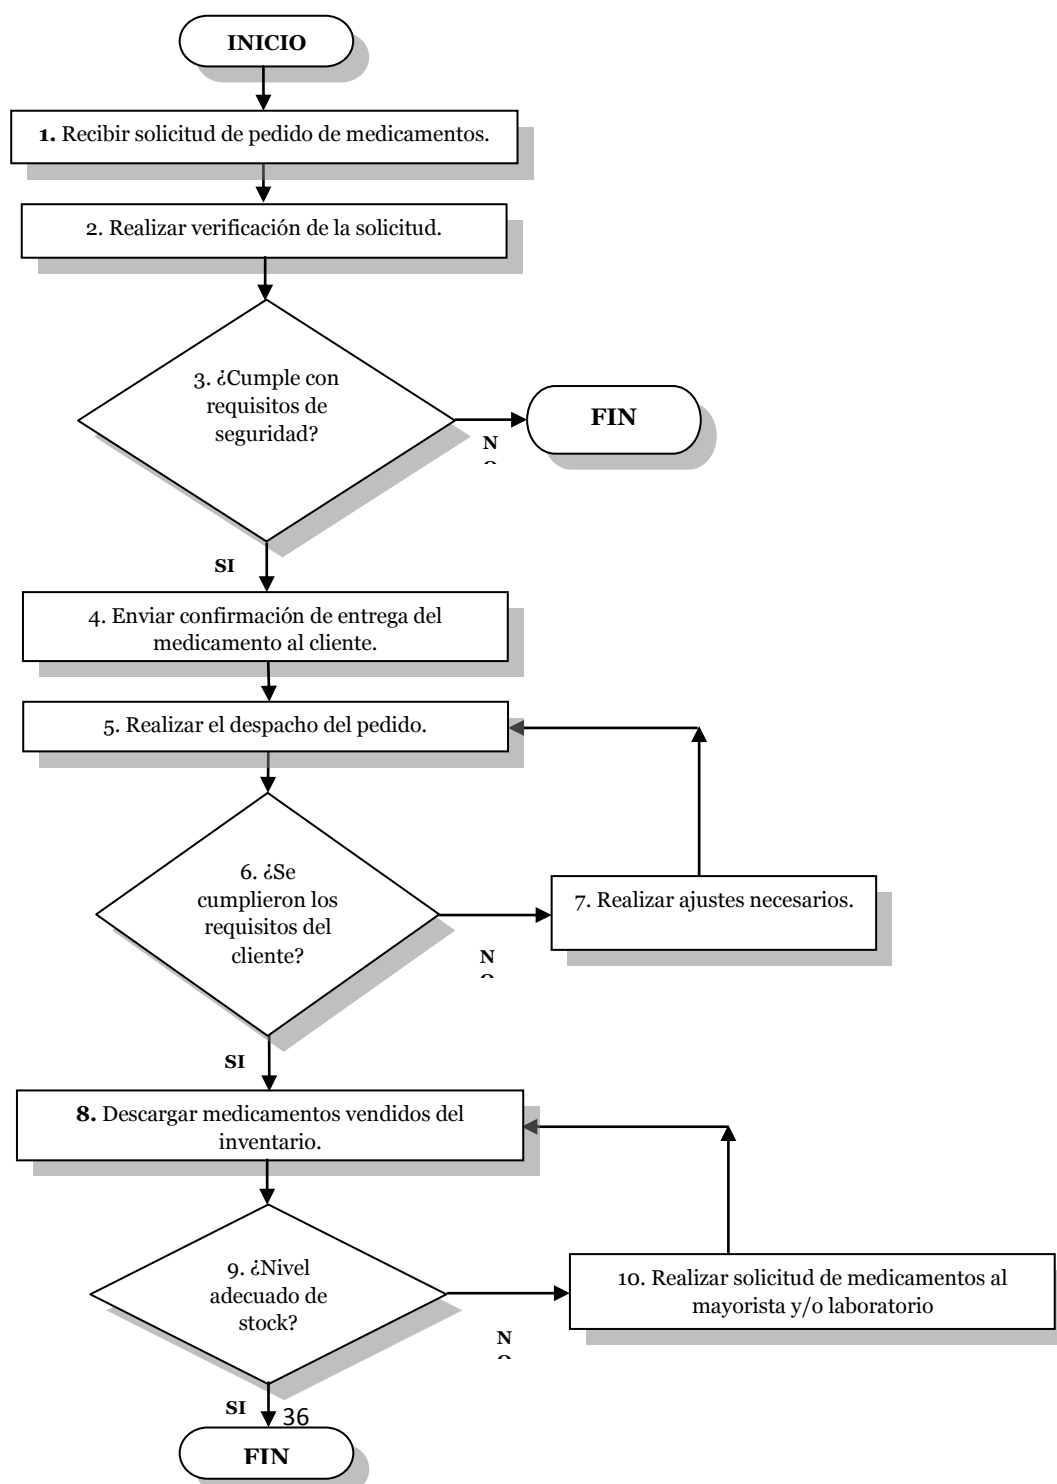 INICIO
1. Recibir solicitud de pedido de medicamentos.
2. Realizar verificación de la solicitud.
3. ¿Cumple con
requisitos de
seguridad?
FIN
N
O
SI
4. Enviar confirmación de entrega del
medicamento al cliente.
5. Realizar el despacho del pedido.
6. ¿Se
cumplieron los
requisitos del
cliente?
7. Realizar ajustes necesarios.
N
O
SI
8. Descargar medicamentos vendidos del
inventario.
9. ¿Nivel
adecuado de
stock?
10. Realizar solicitud de medicamentos al
mayorista y/o laboratorio
N
O
SI
36
FIN